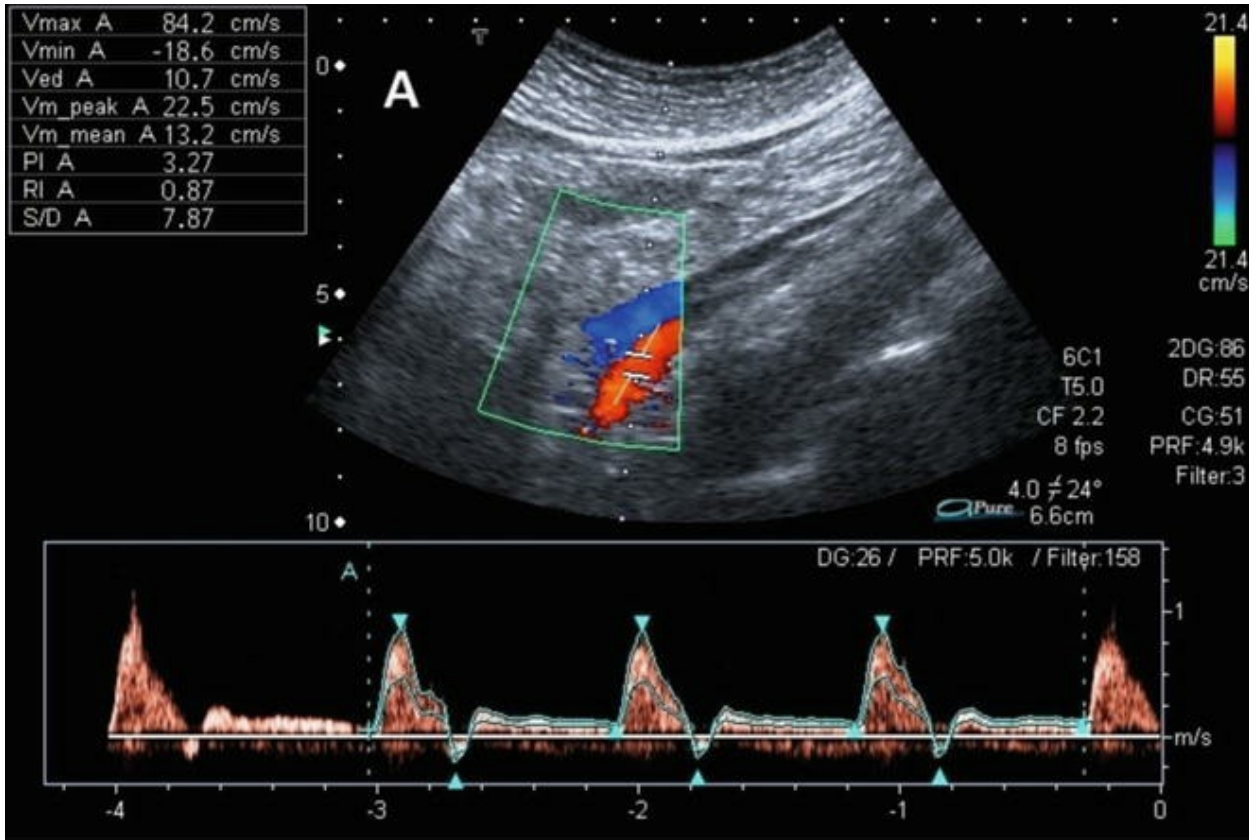 Vmax A 84.2 cm/s
Vmin A -18.6 cm/s
Ved A 10.7 cm/s
Vm_peak A 22.5 cm/s
Vm_mean A 13.2 cm/s
PI A 3.27
RI A 0.87
S/D A 7.87
T
A
0
5
10
21.4
21.4
cm/s
6C1
T5.0
CF 2.2
8 fps
2DG:86
DR:55
CG:51
PRF:4.9k
Filter:3
4.0 ≠ 24°
6.6cm
aPure
DG:26 / PRF:5.0k / Filter:158
A
1
m/s
-4 -3 -2 -1 0